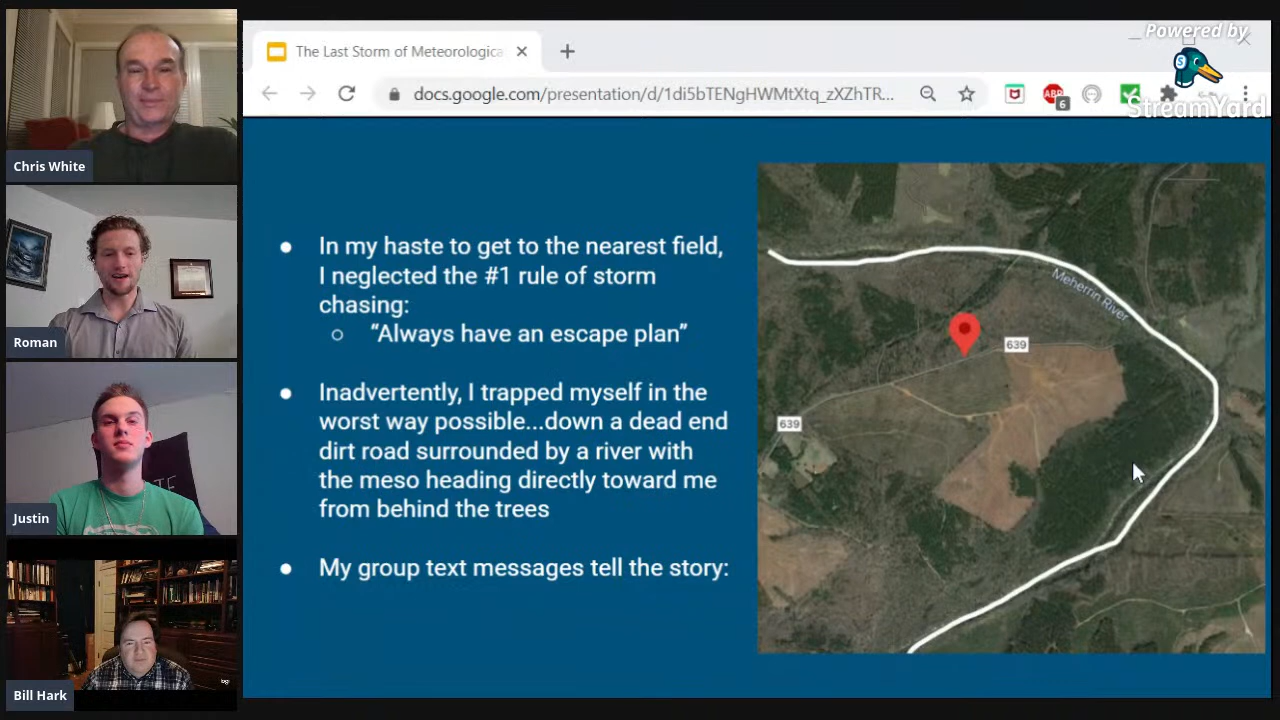 Chris White
Roman
Justin
Bill Hark
The Last Storm of Meteorologica
docs.google.com/presentation/d/1di5bTENgHWMtXtq_zXZhTR...
ABP
6
Powered by
S
StreamYard
● In my haste to get to the nearest field,
I neglected the #1 rule of storm
chasing:
○ “Always have an escape plan”
● Inadvertently, I trapped myself in the
worst way possible...down a dead end
dirt road surrounded by a river with
the meso heading directly toward me
from behind the trees
● My group text messages tell the story:
Meherrin River
639
639